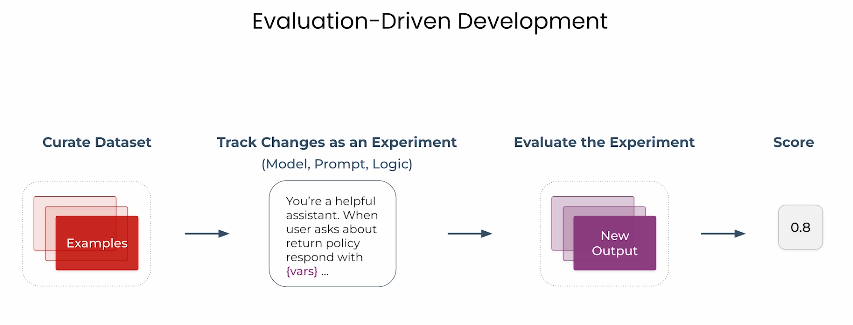 Evaluation-Driven Development
Curate Dataset
Track Changes as an Experiment
(Model, Prompt, Logic)
Evaluate the Experiment
Score
Examples
You're a helpful
assistant. When
user asks about
return policy
respond with
{vars} ...
New
Output
0.8